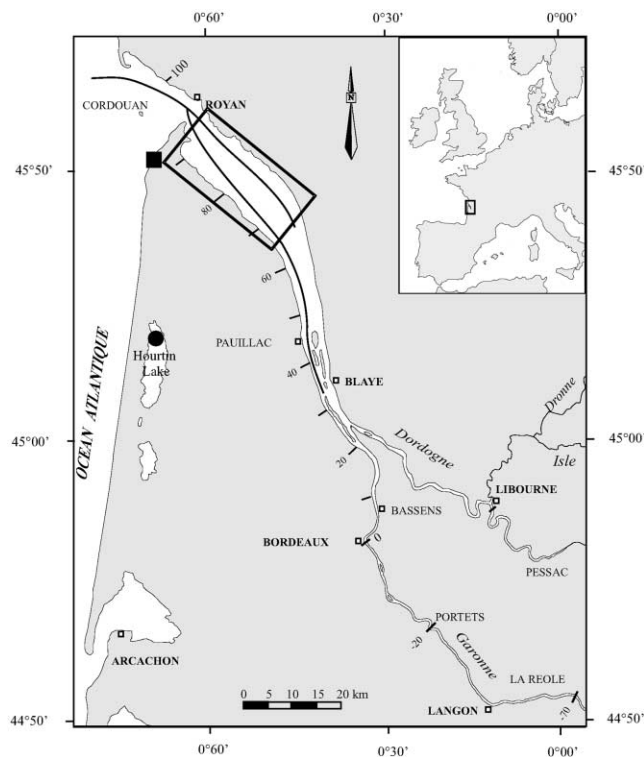 0°60’
0°30’
0°00’
100
CORDOUAN
ROYAN
N
45°50’
45°50’
80
60
PAUILLAC
40
Hourtin
Lake
BLAYE
OCEAN ATLANTIQUE
Dronne
45°00’
45°00’
Dordogne
Isle
20
LIBOURNE
BASSENS
BORDEAUX
0
PESSAC
PORTETS
-20
Garonne
ARCACHON
LA REOLE
0 5 10 15 20 km
LANGON
-70
44°50’
44°50’
0°60’
0°30’
0°00’